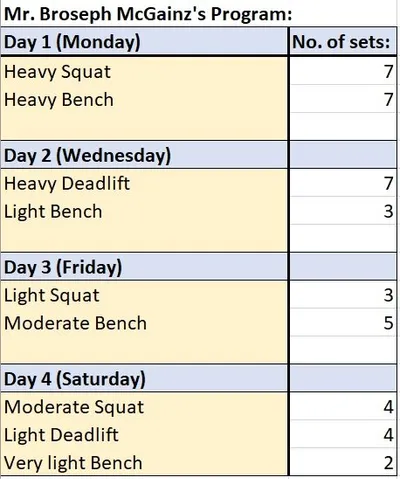 Mr. Broseph McGainz's Program:
Day 1 (Monday) No. of sets:
Heavy Squat 7
Heavy Bench 7
Day 2 (Wednesday)
Heavy Deadlift 7
Light Bench 3
Day 3 (Friday)
Light Squat 3
Moderate Bench 5
Day 4 (Saturday)
Moderate Squat 4
Light Deadlift 4
Very light Bench 2